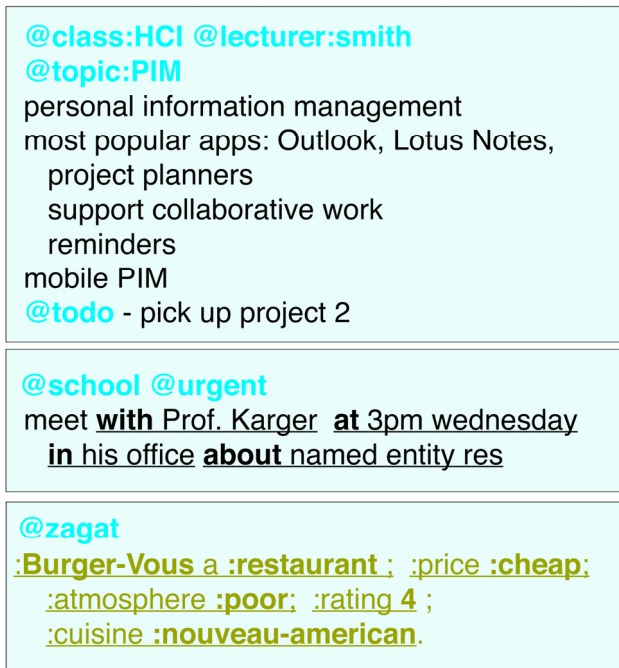 @class:HCI @lecturer:smith
@topic:PIM
personal information management
most popular apps: Outlook, Lotus Notes,
project planners
support collaborative work
reminders
mobile PIM
@todo - pick up project 2
@school @urgent
meet with Prof. Karger at 3pm wednesday
in his office about named entity res
@zagat
:Burger-Vous a :restaurant ; :price :cheap;
:atmosphere :poor; :rating 4 ;
:cuisine :nouveau-american.